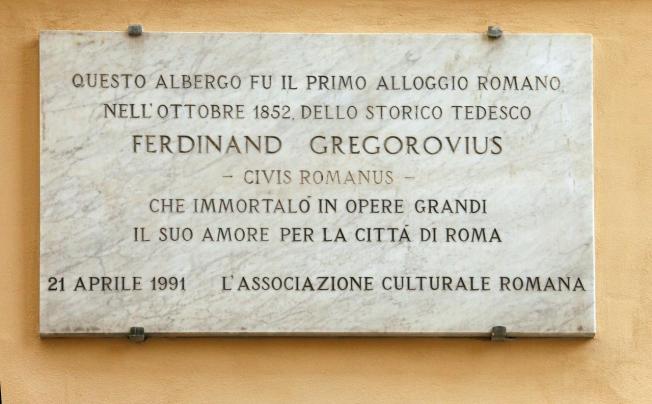 QUESTO ALBERGO FU IL PRIMO ALLOGGIO ROMANO,
NELL'OTTOBRE 1852, DELLO STORICO TEDESCO
FERDINAND GREGOROVIUS
- CIVIS ROMANUS -
CHE IMMORTALÒ IN OPERE GRANDI
IL SUO AMORE PER LA CITTÁ DI ROMA
21 APRILE 1991 L'ASSOCIAZIONE CULTURALE ROMANA